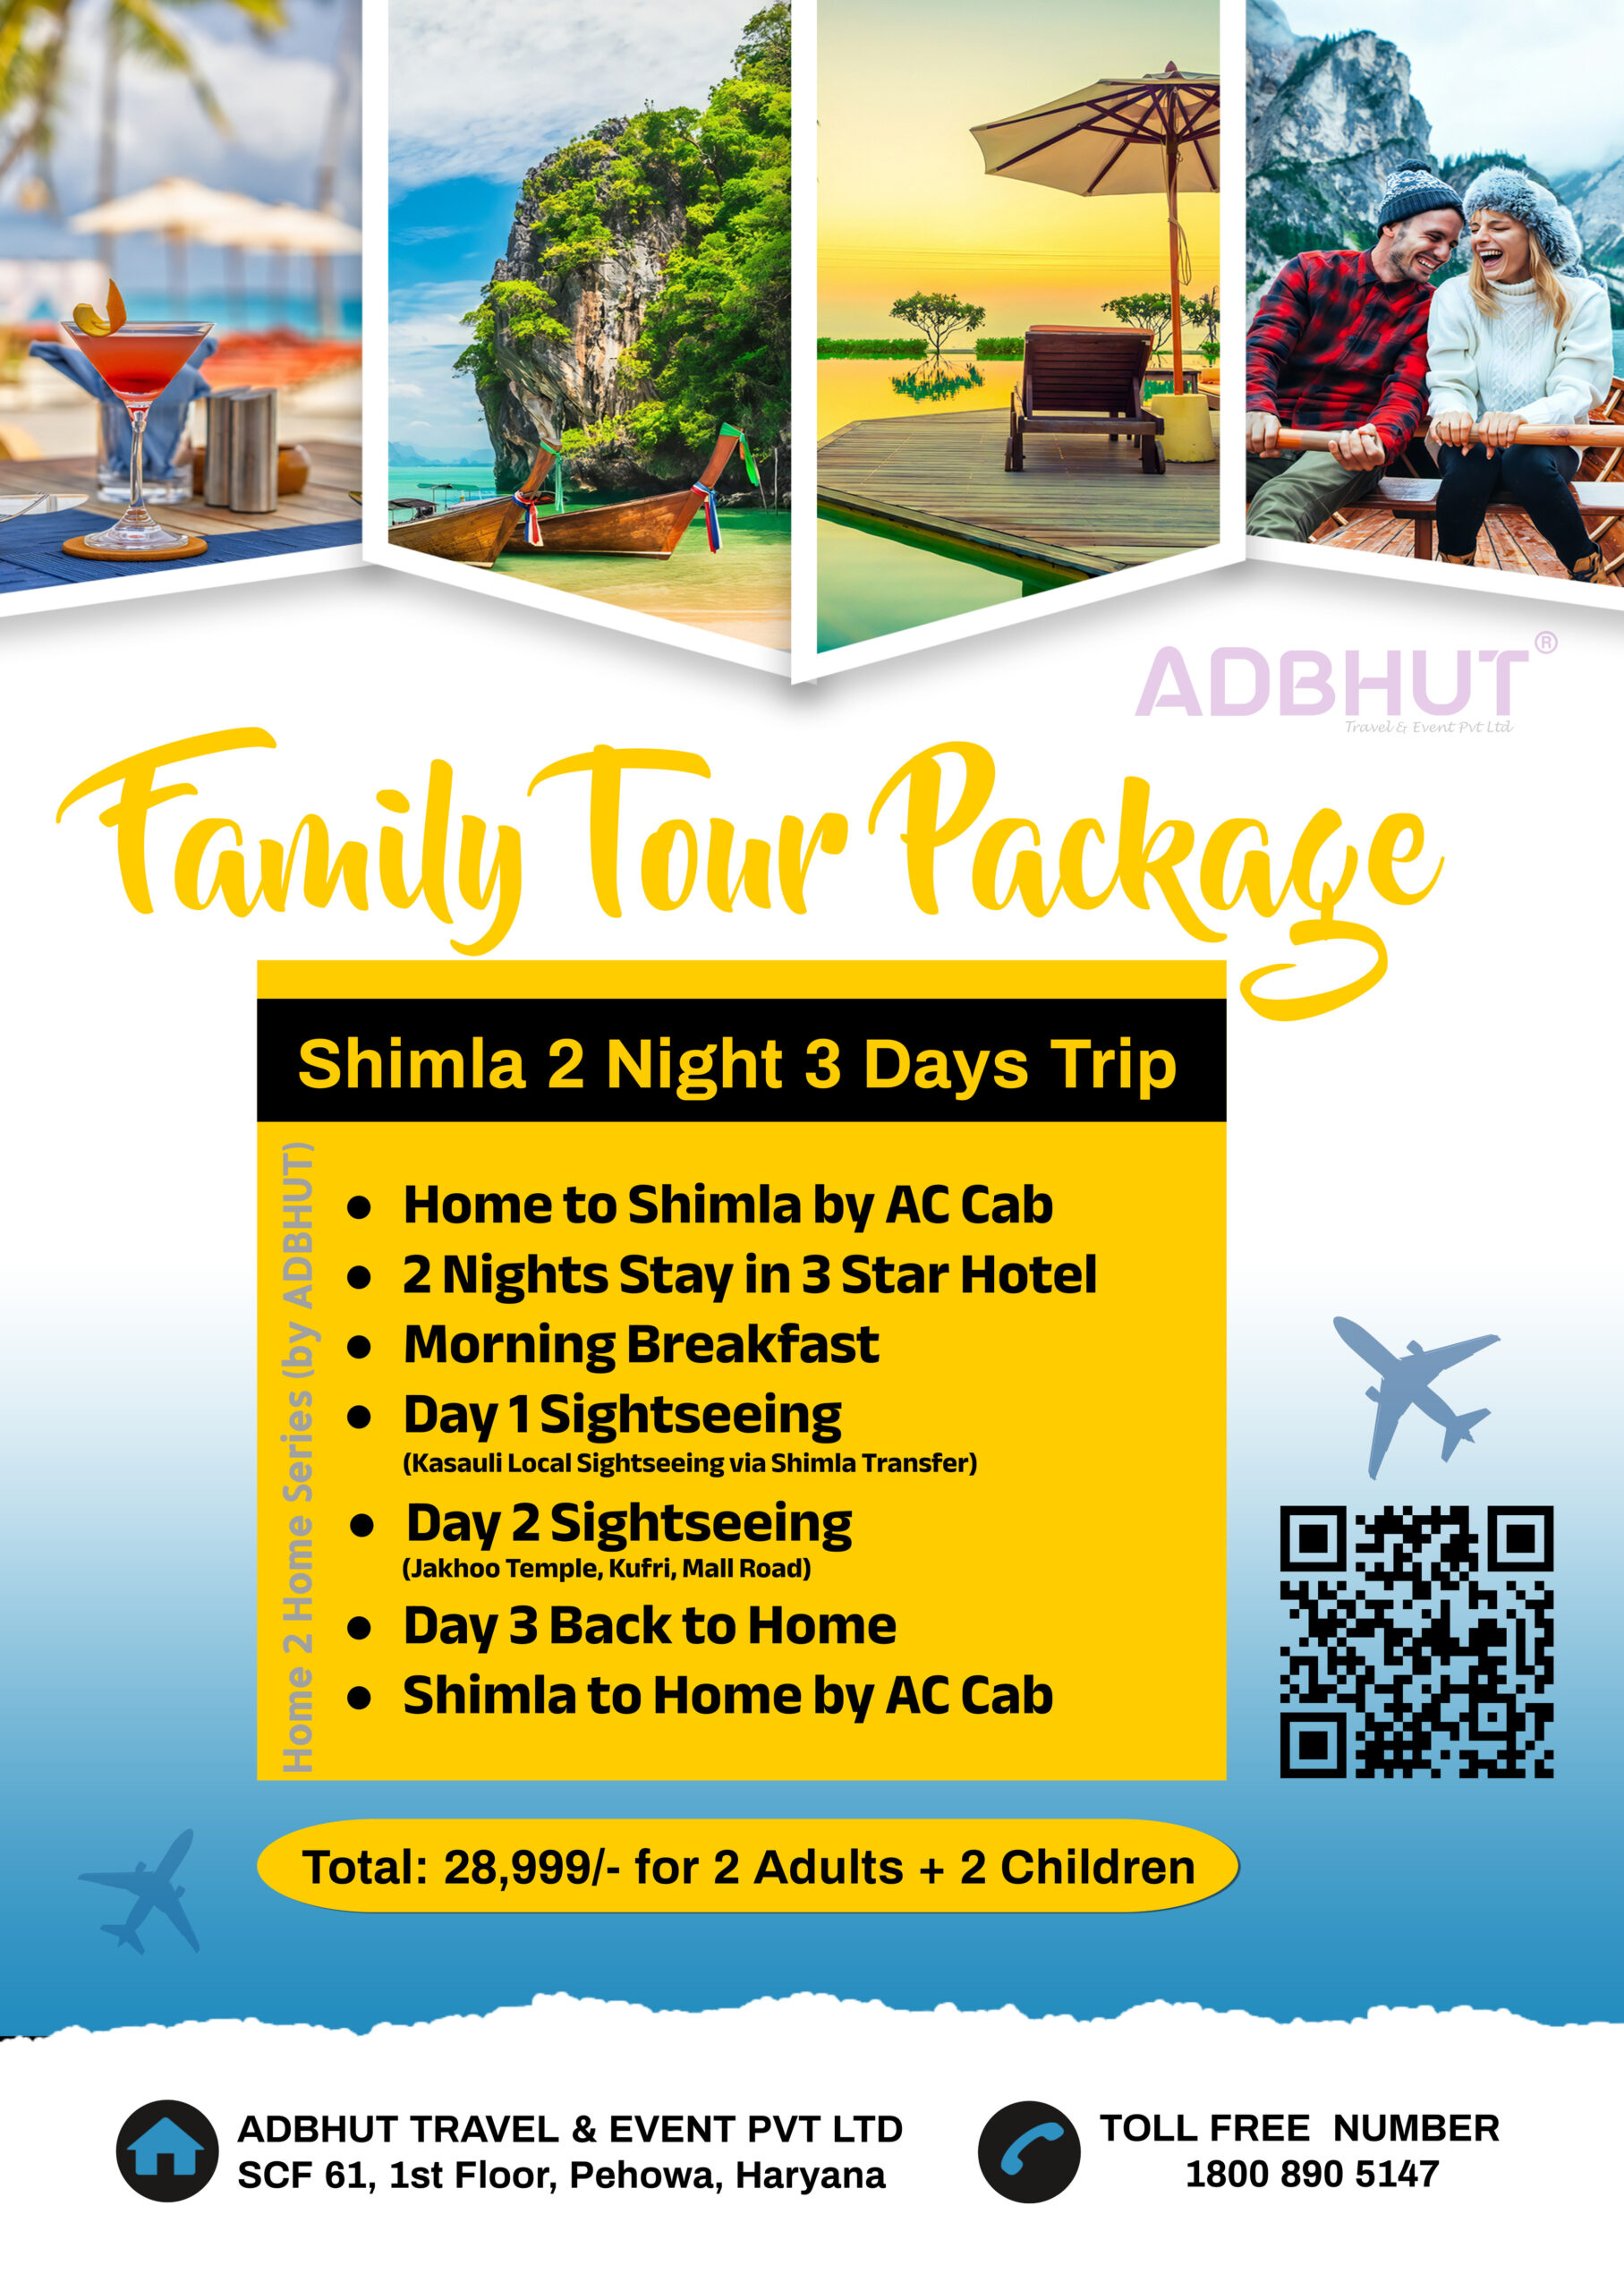 ADBHUT®
Travel & Event Pvt Ltd
Family Tour Package
Shimla 2 Night 3 Days Trip
Home 2 Home Series (by ADBHUT)
● Home to Shimla by AC Cab
● 2 Nights Stay in 3 Star Hotel
● Morning Breakfast
● Day 1 Sightseeing
(Kasauli Local Sightseeing via Shimla Transfer)
● Day 2 Sightseeing
(Jakhoo Temple, Kufri, Mall Road)
● Day 3 Back to Home
● Shimla to Home by AC Cab
Total: 28,999/- for 2 Adults + 2 Children
ADBHUT TRAVEL & EVENT PVT LTD
SCF 61, 1st Floor, Pehowa, Haryana
TOLL FREE NUMBER
1800 890 5147